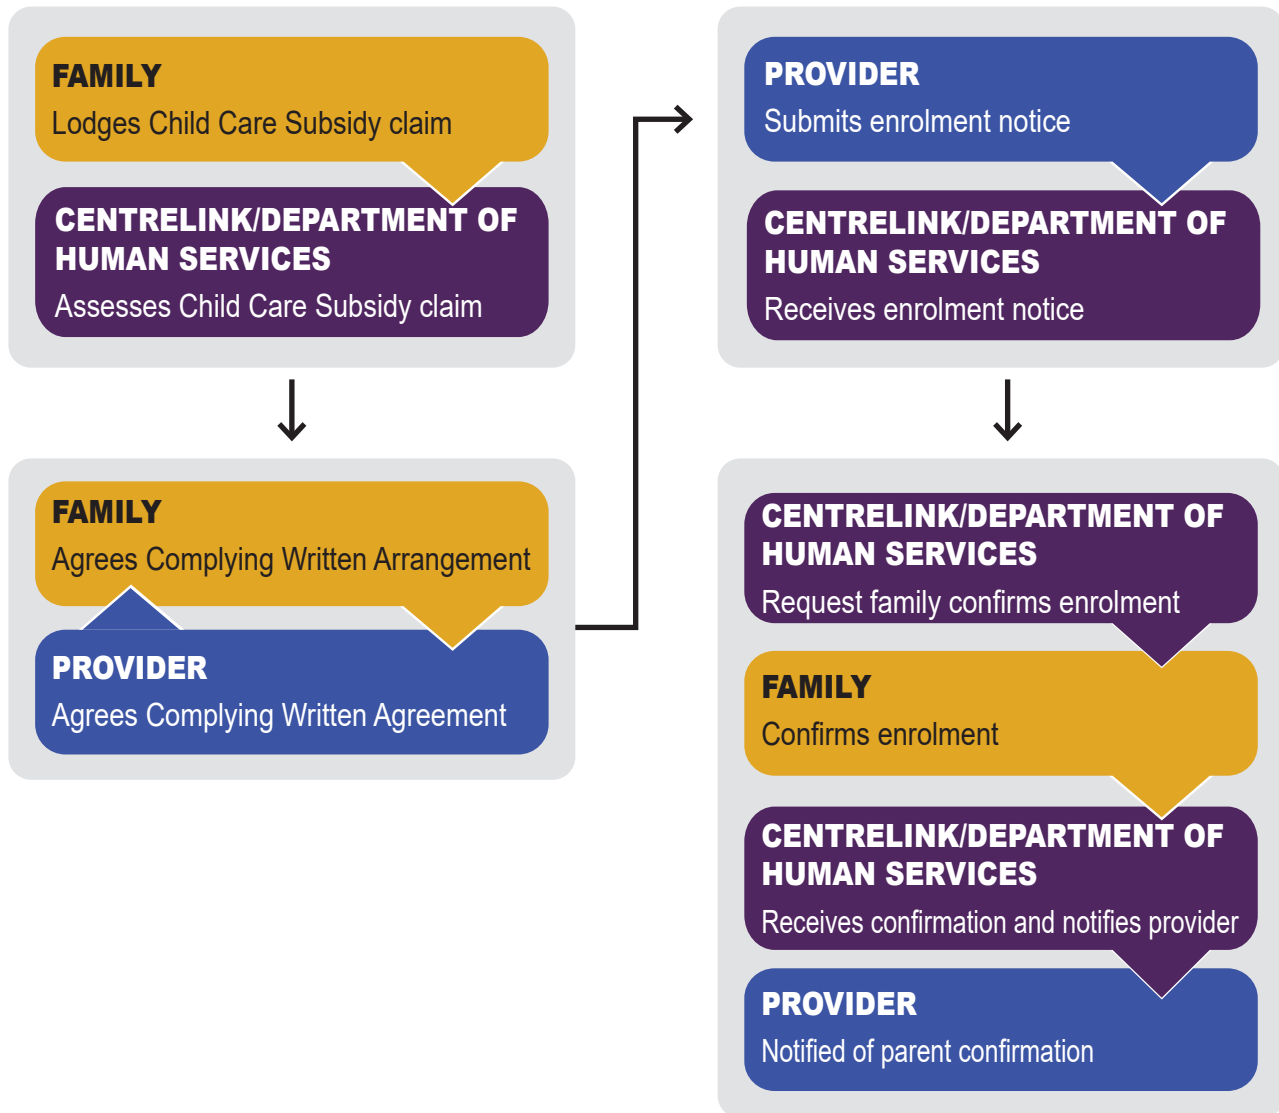 FAMILY
Lodges Child Care Subsidy claim
CENTRELINK/DEPARTMENT OF
HUMAN SERVICES
Assesses Child Care Subsidy claim
FAMILY
Agrees Complying Written Arrangement
PROVIDER
Agrees Complying Written Agreement
PROVIDER
Submits enrolment notice
CENTRELINK/DEPARTMENT OF
HUMAN SERVICES
Receives enrolment notice
CENTRELINK/DEPARTMENT OF
HUMAN SERVICES
Request family confirms enrolment
FAMILY
Confirms enrolment
CENTRELINK/DEPARTMENT OF
HUMAN SERVICES
Receives confirmation and notifies provider
PROVIDER
Notified of parent confirmation